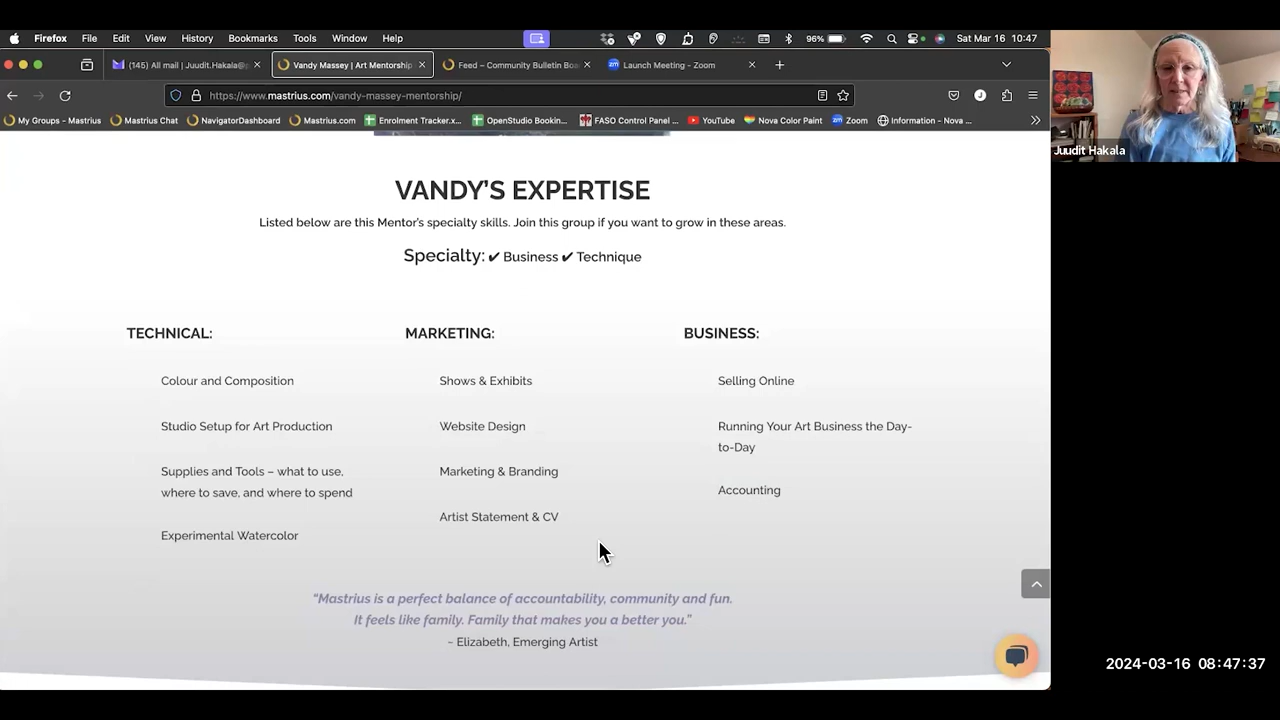 Firefox File Edit View History Bookmarks Tools Window Help 96% Sat Mar 16 10:47
(145) All mail | Juudit.Hakala@ Vandy Massey | Art Mentorship Feed – Community Bulletin Boa Launch Meeting - Zoom
https://www.mastrius.com/vandy-massey-mentorship/
My Groups - Mastrius Mastrius Chat NavigatorDashboard Mastrius.com Enrolment Tracker.x... OpenStudio Bookin... FASO Control Panel ... YouTube Nova Color Paint Zoom Information - Nova ...
Juudit Hakala
VANDY'S EXPERTISE
Listed below are this Mentor's specialty skills. Join this group if you want to grow in these areas.
Specialty: ✔ Business ✔ Technique
TECHNICAL:
Colour and Composition
Studio Setup for Art Production
Supplies and Tools – what to use,
where to save, and where to spend
Experimental Watercolor
MARKETING:
Shows & Exhibits
Website Design
Marketing & Branding
Artist Statement & CV
BUSINESS:
Selling Online
Running Your Art Business the Day-
to-Day
Accounting
"Mastrius is a perfect balance of accountability, community and fun.
It feels like family. Family that makes you a better you."
~ Elizabeth, Emerging Artist
2024-03-16 08:47:37